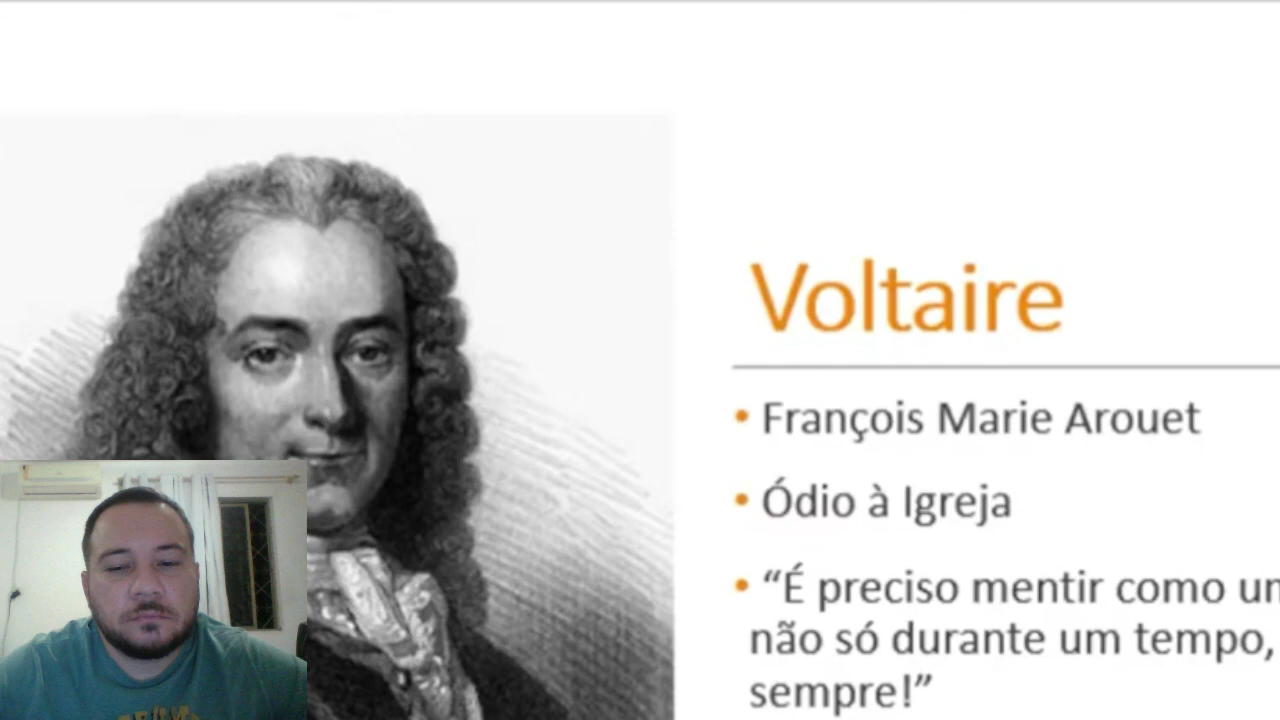 Voltaire
• François Marie Arouet
• Ódio à Igreja
• “É preciso mentir como
não só durante um tempo,
sempre!”